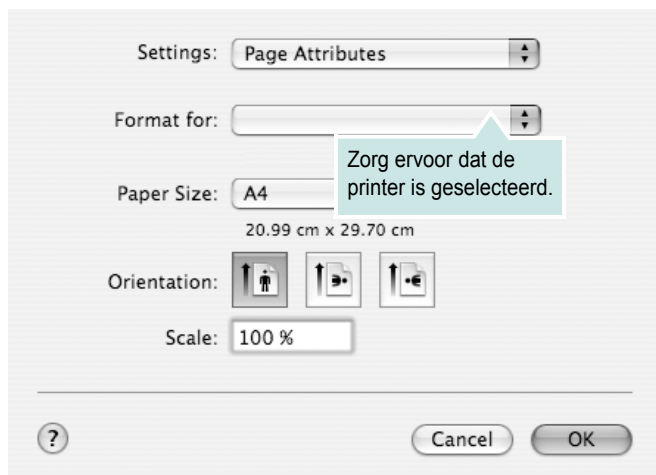 Settings: Page Attributes
Format for:
Zorg ervoor dat de
printer is geselecteerd.
Paper Size: A4
20.99 cm x 29.70 cm
Orientation:
Scale: 100 %
? Cancel OK